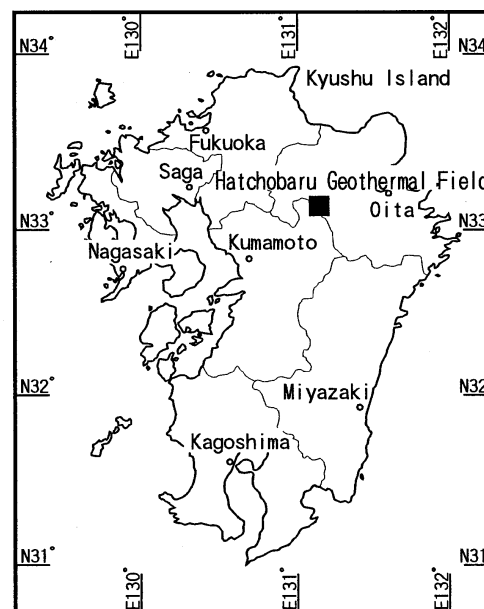 E130° E131° E132°
N34° N34
Kyushu Island
Fukuoka
Saga
Hatchobaru Geothermal Field
Oita
N33° N33
Nagasaki
Kumamoto
N32° N32
Miyazaki
Kagoshima
N31° N31
E130° E131° E132°